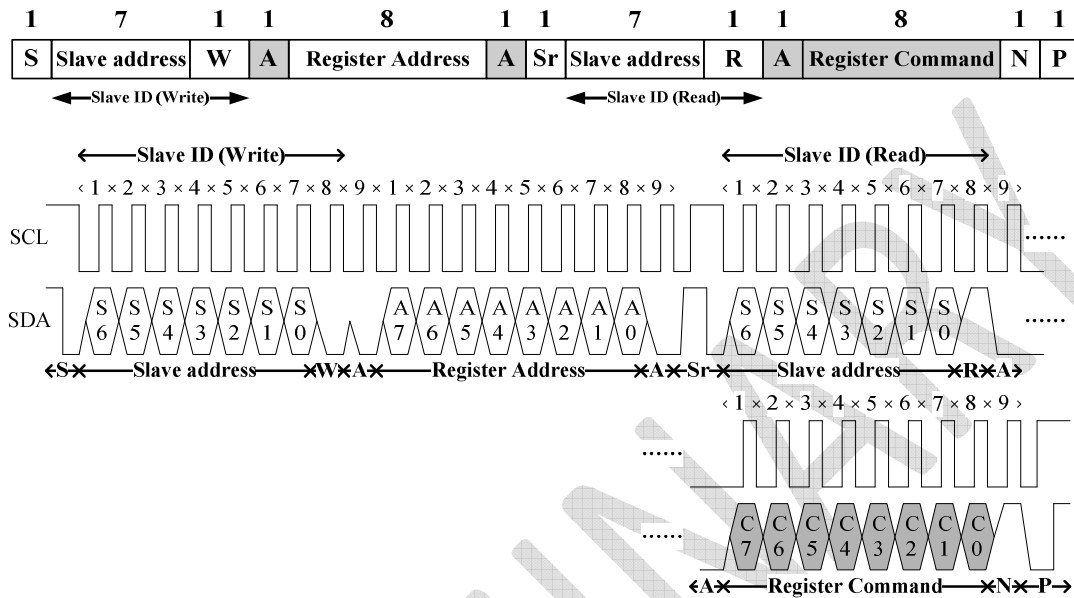 1 7 1 1 8 1 1 7 1 1 8 1 1
S Slave address W A Register Address A Sr Slave address R A Register Command N P
Slave ID (Write) Slave ID (Read)
Slave ID (Write) Slave ID (Read)
1 2 3 4 5 6 7 8 9 1 2 3 4 5 6 7 8 9 1 2 3 4 5 6 7 8 9
SCL ......
SDA S6 S5 S4 S3 S2 S1 S0 A7 A6 A5 A4 A3 A2 A1 A0 S6 S5 S4 S3 S2 S1 S0 ......
S Slave address W A Register Address A Sr Slave address R A
1 2 3 4 5 6 7 8 9
......
...... C7 C6 C5 C4 C3 C2 C1 C0
A Register Command N P